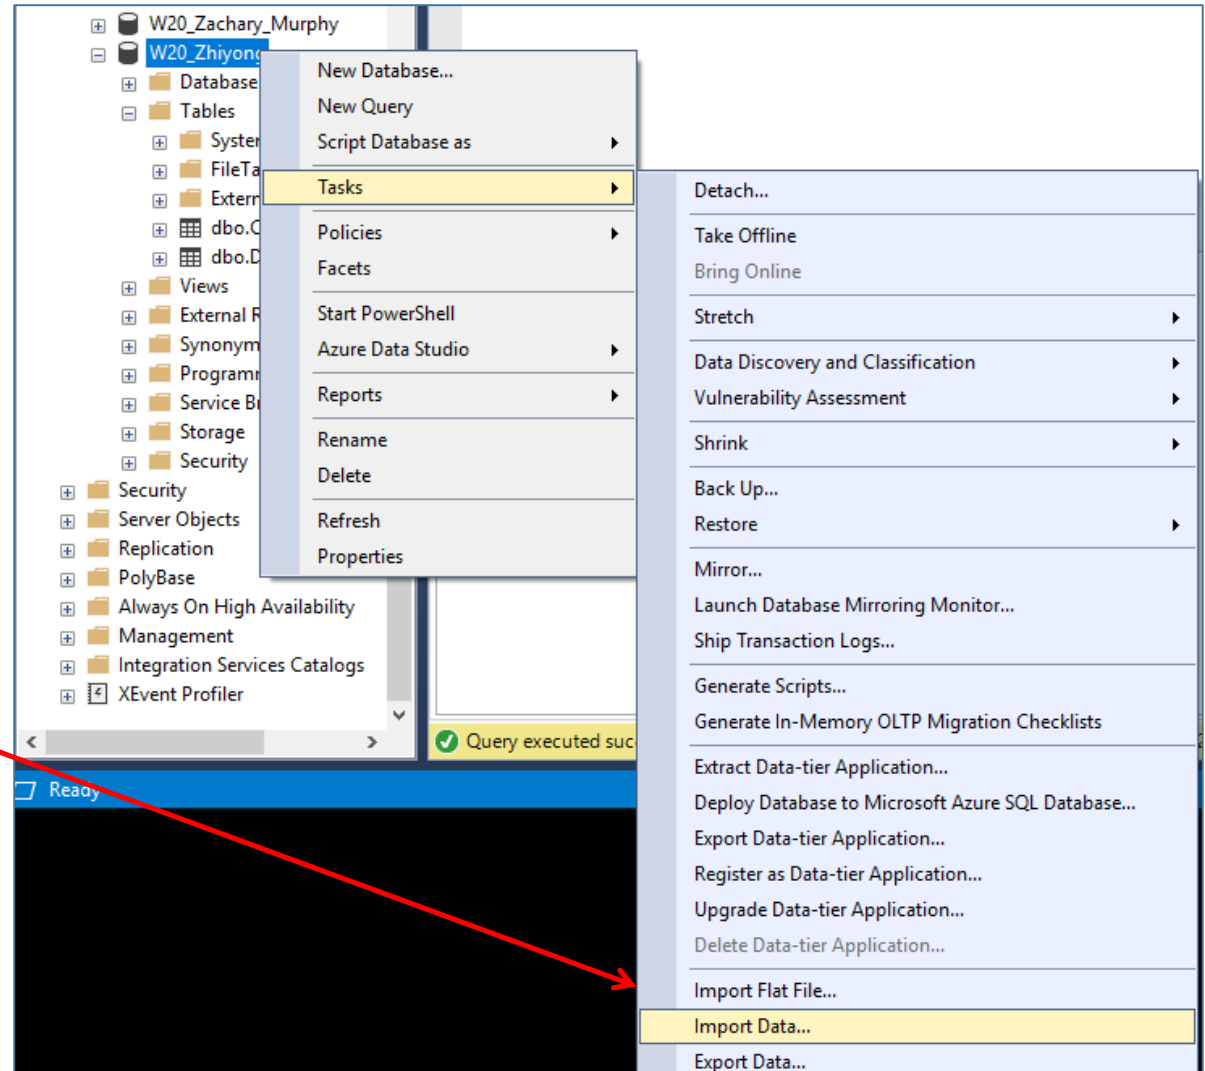 W20_Zachary_Murphy
W20_Zhiyong
Database
Tables
System
FileTa
Extern
dbo.C
dbo.D
Views
External R
Synonym
Programm
Service Br
Storage
Security
Security
Server Objects
Replication
PolyBase
Always On High Availability
Management
Integration Services Catalogs
XEvent Profiler
New Database...
New Query
Script Database as
Tasks
Policies
Facets
Start PowerShell
Azure Data Studio
Reports
Rename
Delete
Refresh
Properties
Detach...
Take Offline
Bring Online
Stretch
Data Discovery and Classification
Vulnerability Assessment
Shrink
Back Up...
Restore
Mirror...
Launch Database Mirroring Monitor...
Ship Transaction Logs...
Generate Scripts...
Generate In-Memory OLTP Migration Checklists
Extract Data-tier Application...
Deploy Database to Microsoft Azure SQL Database...
Export Data-tier Application...
Register as Data-tier Application...
Upgrade Data-tier Application...
Delete Data-tier Application...
Import Flat File...
Import Data...
Export Data...
Query executed suc
Ready